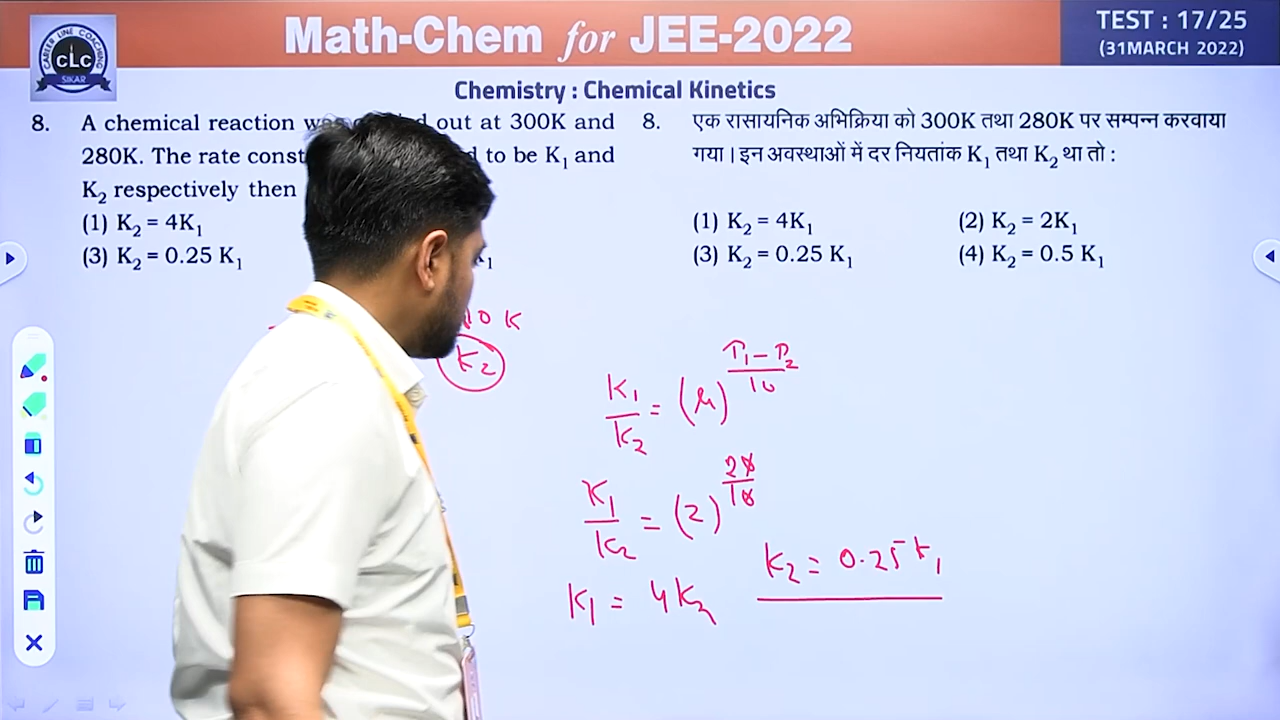 Math-Chem for JEE-2022
TEST : 17/25
(31MARCH 2022)
CAREER LINE COACHING
CLC
SIKAR
Chemistry : Chemical Kinetics
8. A chemical reaction out at 300K and
280K. The rate to be K₁ and
K₂ respectively then
(1) K₂ = 4K₁
(3) K₂ = 0.25 K₁
8. एक रासायनिक अभिक्रिया को 300K तथा 280K पर सम्पन्न करवाया
गया। इन अवस्थाओं में दर नियतांक K₁ तथा K₂ था तो :
(1) K₂ = 4K₁ (2) K₂ = 2K₁
(3) K₂ = 0.25 K₁ (4) K₂ = 0.5 K₁
K
K₂
K₁/K₂ = (μ)^((T₁-T₂)/10)
K₁/K₂ = (2)^(20/10)
K₂ = 0.25 K₁
K₁ = 4K₂